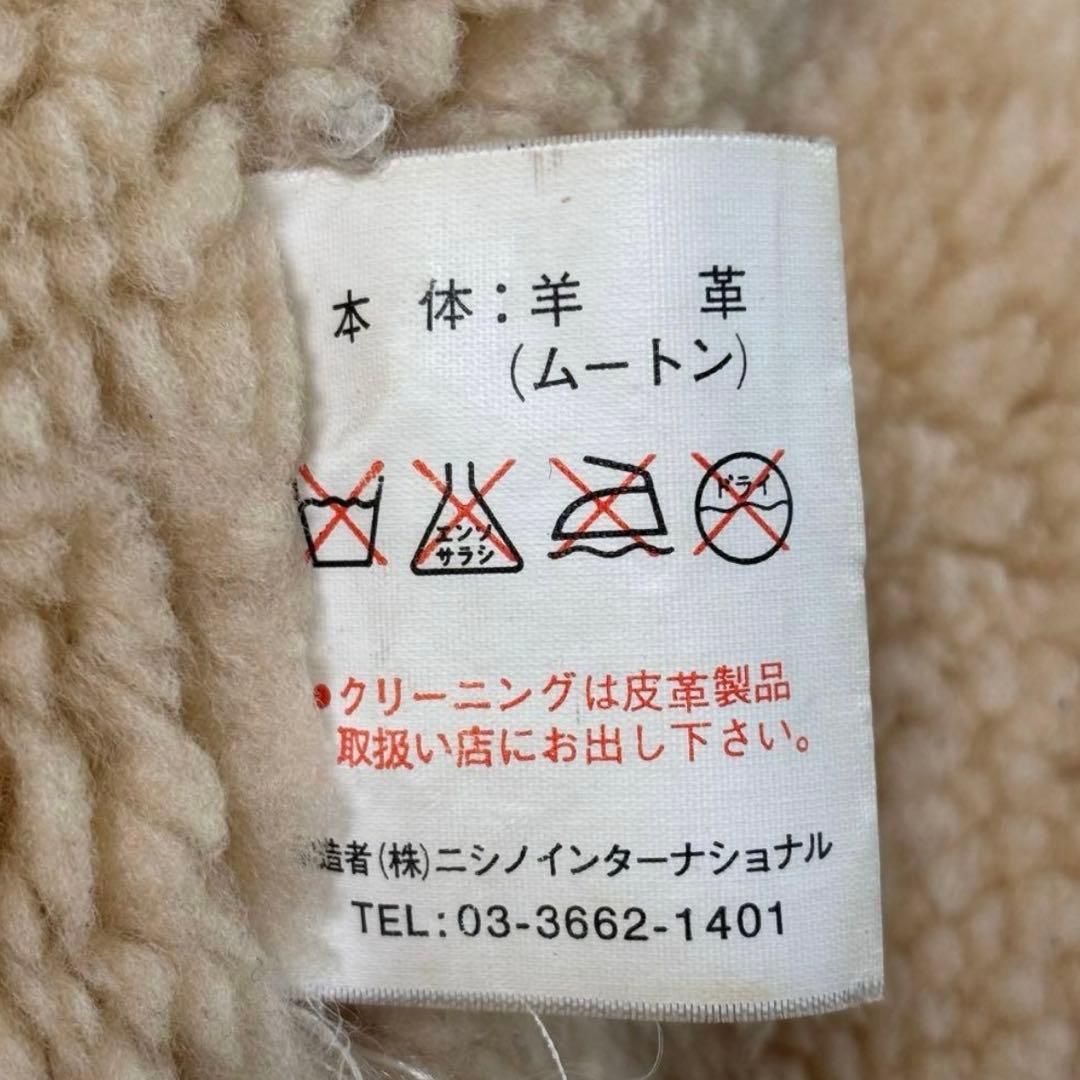 本 体：羊 革
(ムートン)
エンソ
サラシ
ドライ
●クリーニングは皮革製品
取扱い店にお出し下さい。
造者(株)ニシノインターナショナル
TEL:03-3662-1401